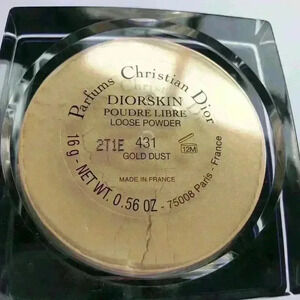 Parfums Christian Dior
DIORSKIN
POUDRE LIBRE
LOOSE POWDER
2T1E 431
12M
GOLD DUST
MADE IN FRANCE
16 g - NET WT. 0.56 OZ - 75008 Paris - France